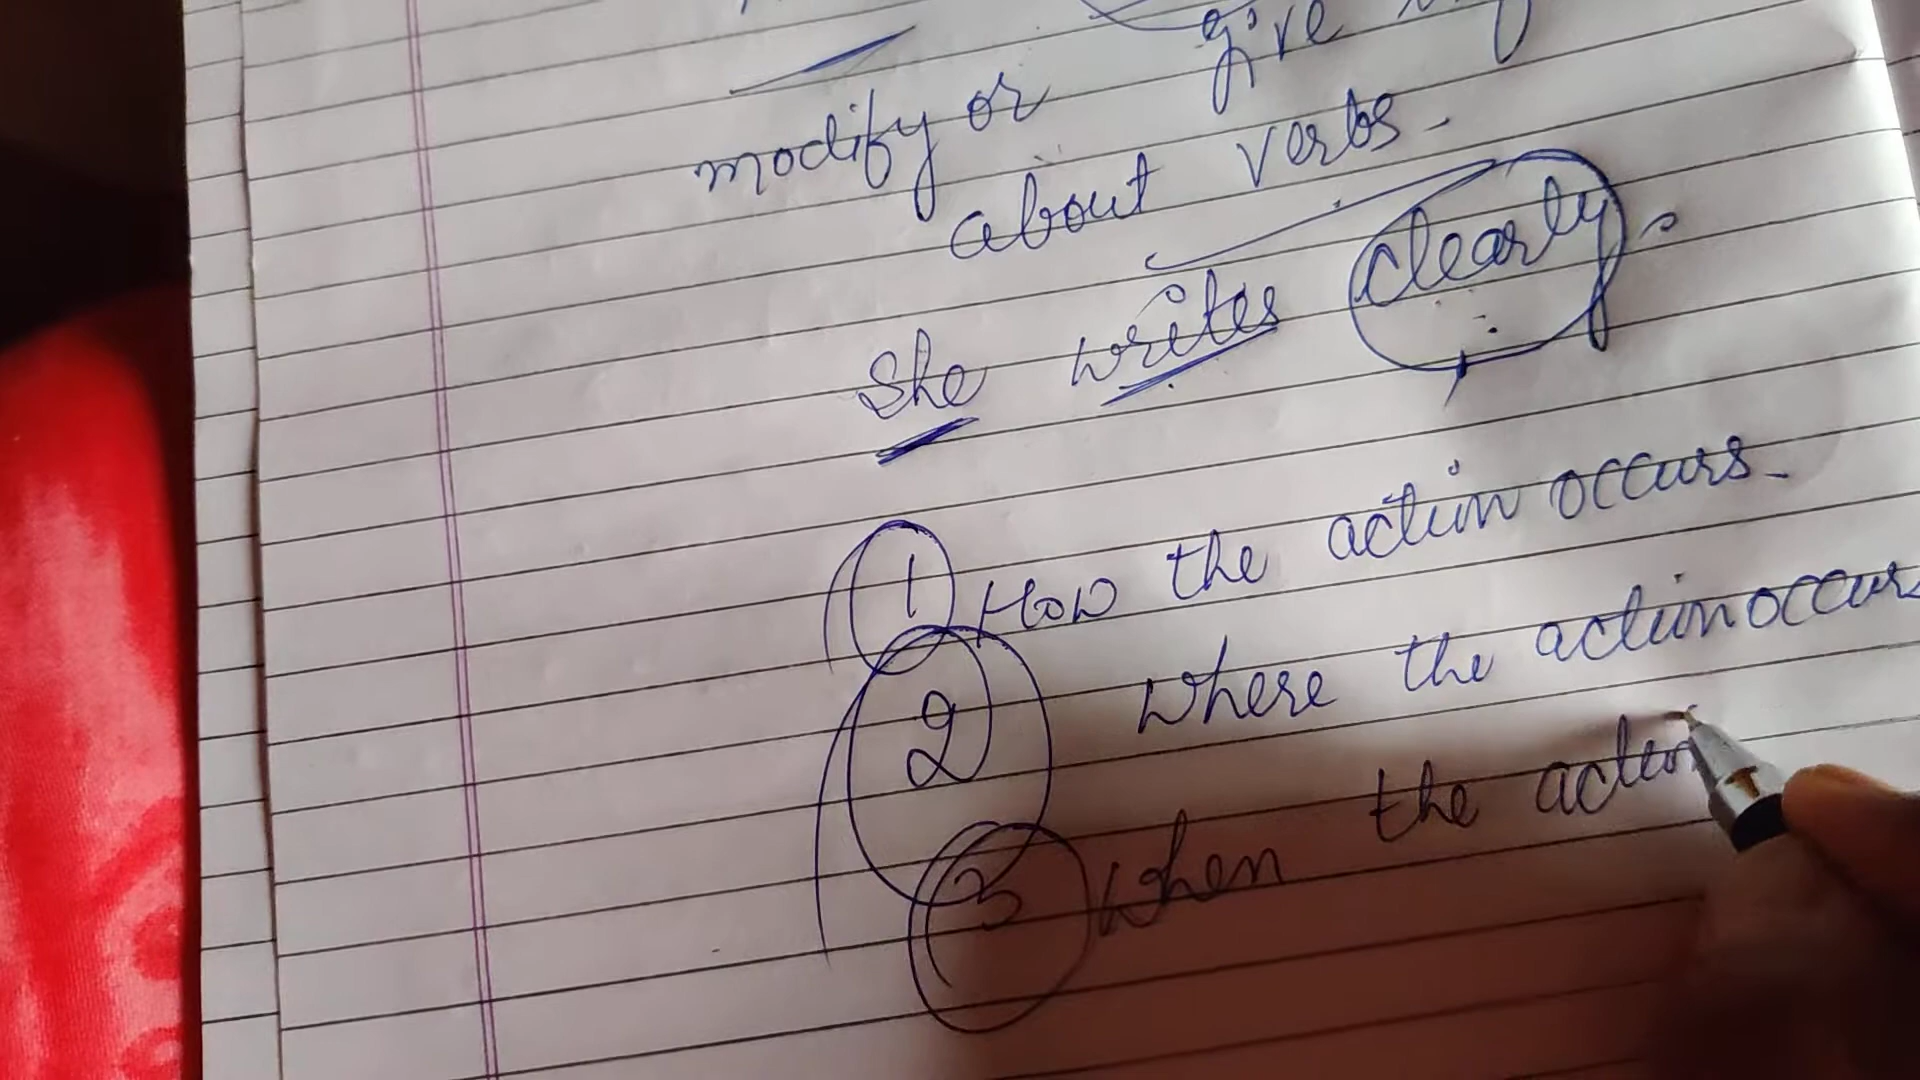 give
modify or
about verbs.
She writes clearly.
1 How the action occurs.
2 Where the action occurs
3 When the action